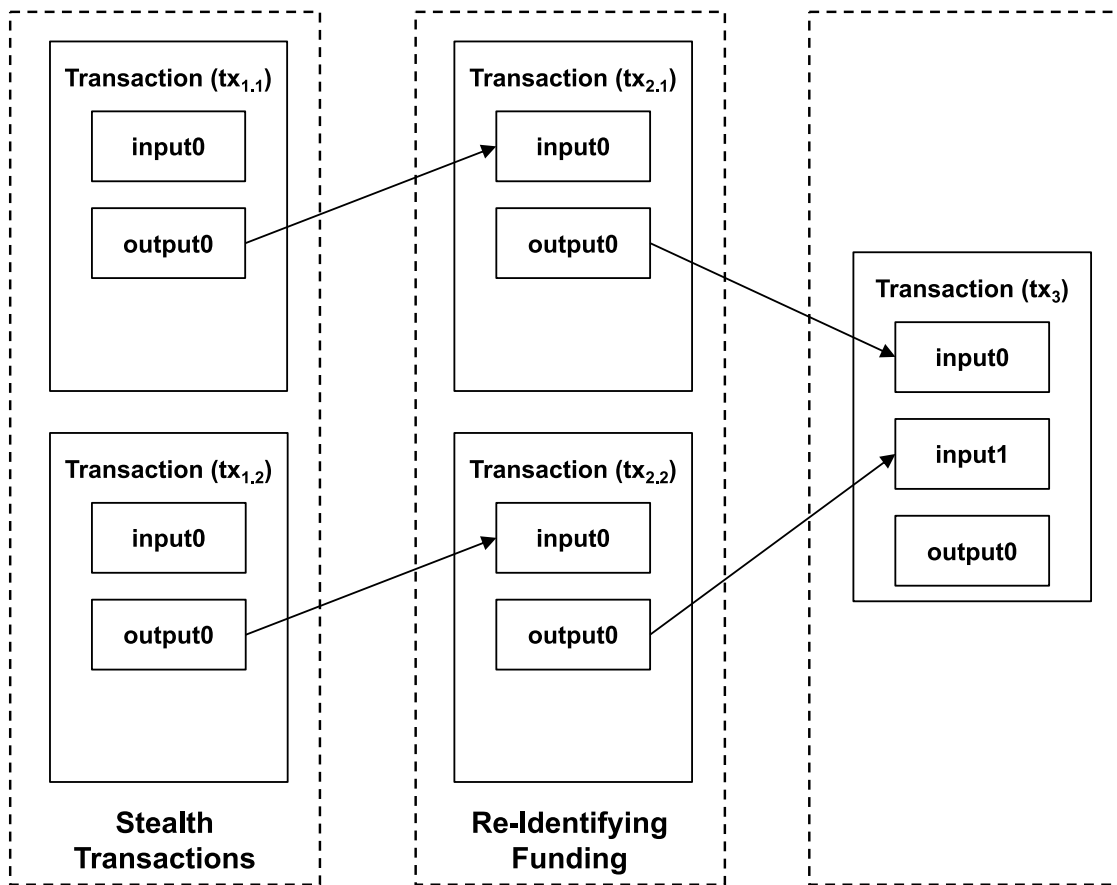 Transaction (tx1.1)
input0
output0
Transaction (tx1.2)
input0
output0
Stealth
Transactions
Transaction (tx2.1)
input0
output0
Transaction (tx2.2)
input0
output0
Re-Identifying
Funding
Transaction (tx3)
input0
input1
output0